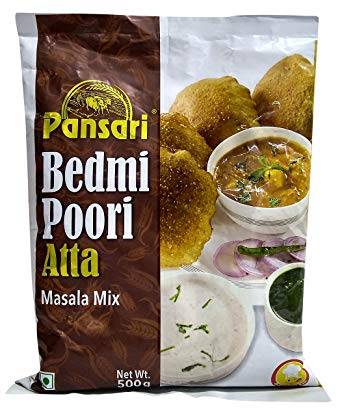 Pansari®
Bedmi
Poori
Atta
Masala Mix
Net Wt.
500g